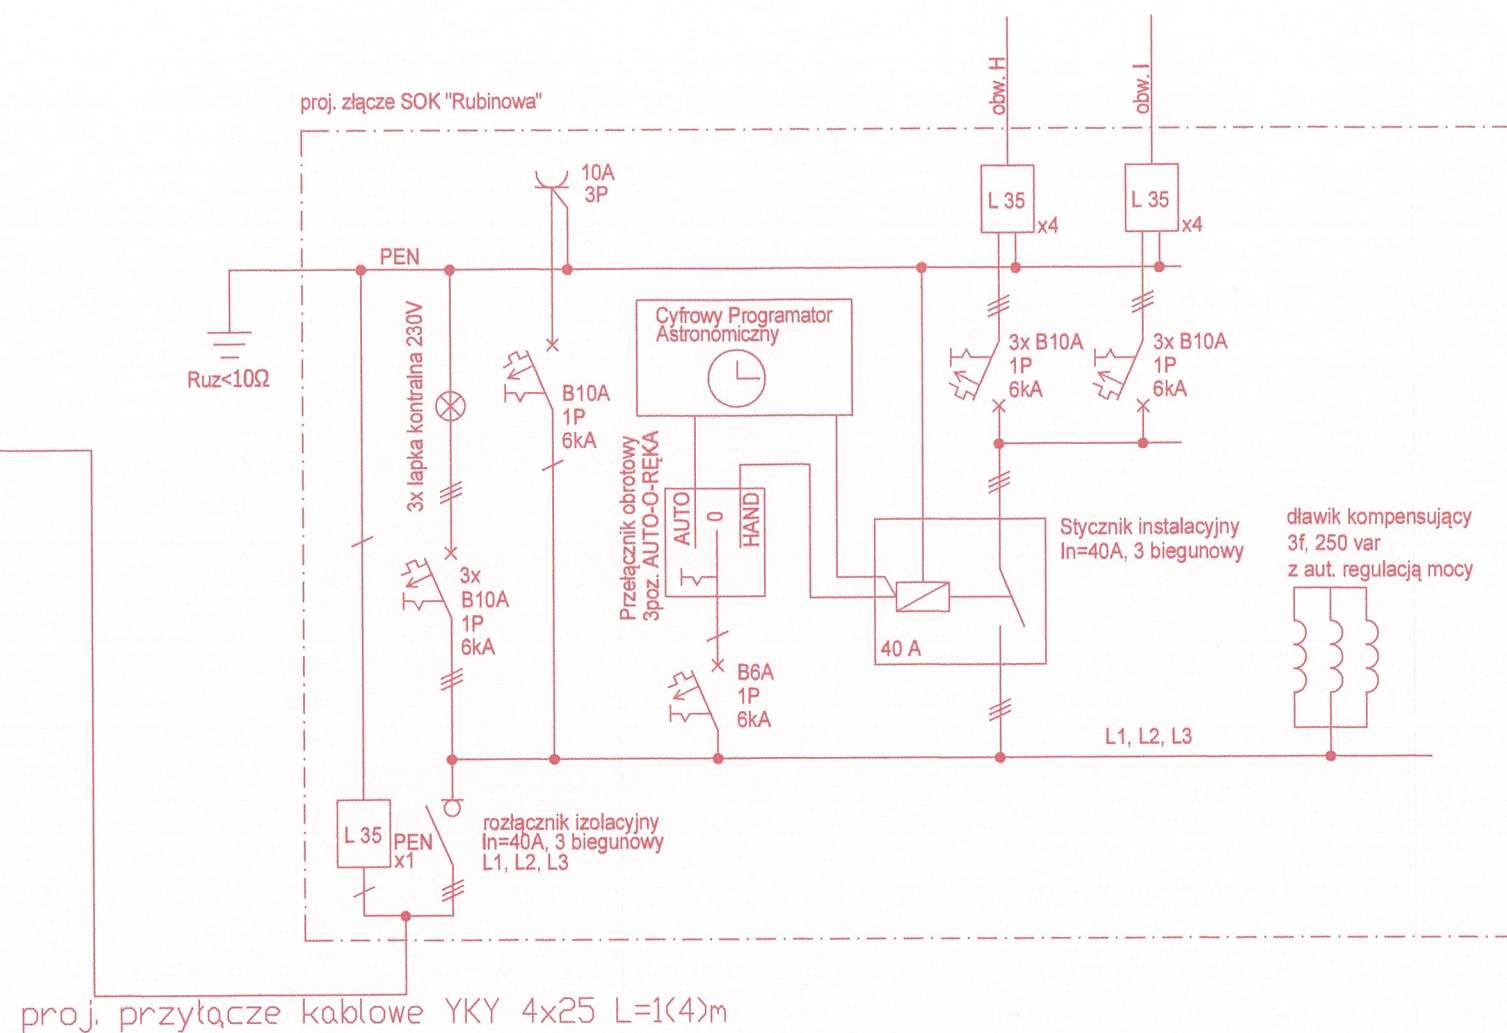 obw. H
obw. I
proj. złącze SOK "Rubinowa"
10A
3P
L 35
x4
L 35
x4
PEN
Ruz<10Ω
3x lapka kontralna 230V
B10A
1P
6kA
Cyfrowy Programator
Astronomiczny
3x B10A
1P
6kA
3x B10A
1P
6kA
Przełącznik obrotowy
3poz. AUTO-O-RĘKA
AUTO
0
HAND
3x
B10A
1P
6kA
B6A
1P
6kA
40 A
Stycznik instalacyjny
In=40A, 3 biegunowy
dławik kompensujący
3f, 250 var
z aut. regulacją mocy
L1, L2, L3
L 35
PEN
x1
rozłącznik izolacyjny
In=40A, 3 biegunowy
L1, L2, L3
proj. przyłącze kablowe YKY 4x25 L=1(4)m